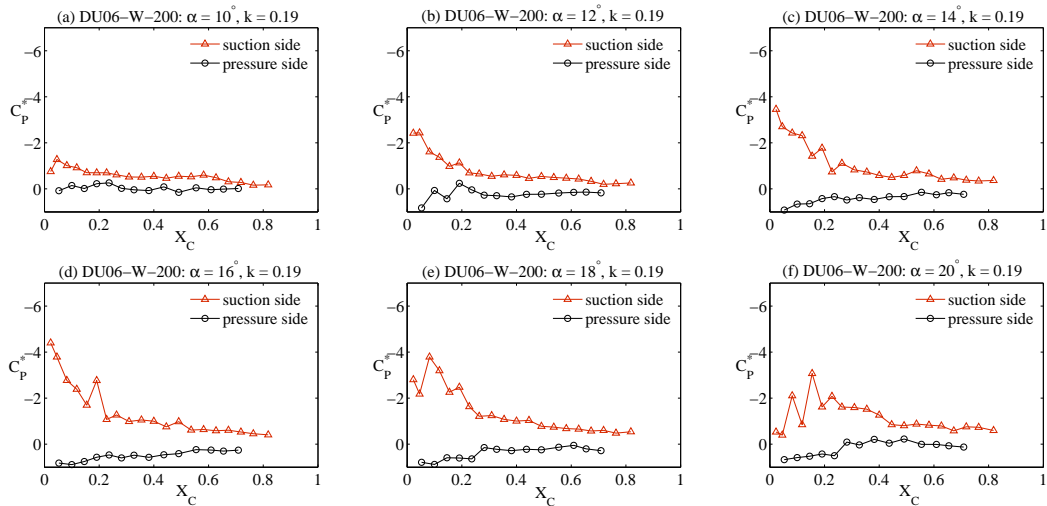 (a) DU06−W−200: α = 10°, k = 0.19
suction side
pressure side
−6
−4
−2
0
C*P
0
0.2
0.4
0.6
0.8
1
X_C
(b) DU06−W−200: α = 12°, k = 0.19
suction side
pressure side
−6
−4
−2
0
C*P
0
0.2
0.4
0.6
0.8
1
X_C
(c) DU06−W−200: α = 14°, k = 0.19
suction side
pressure side
−6
−4
−2
0
C*P
0
0.2
0.4
0.6
0.8
1
X_C
(d) DU06−W−200: α = 16°, k = 0.19
suction side
pressure side
−6
−4
−2
0
C*P
0
0.2
0.4
0.6
0.8
1
X_C
(e) DU06−W−200: α = 18°, k = 0.19
suction side
pressure side
−6
−4
−2
0
C*P
0
0.2
0.4
0.6
0.8
1
X_C
(f) DU06−W−200: α = 20°, k = 0.19
suction side
pressure side
−6
−4
−2
0
C*P
0
0.2
0.4
0.6
0.8
1
X_C